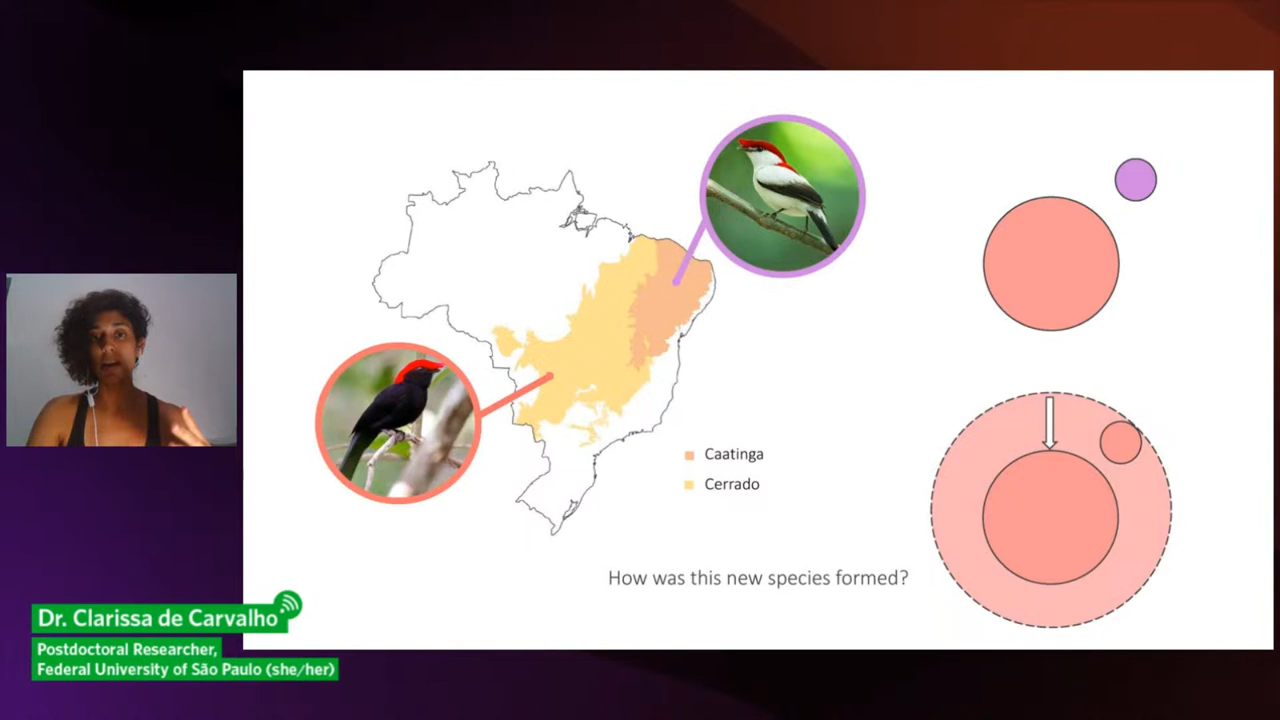 Caatinga
Cerrado
How was this new species formed?
Dr. Clarissa de Carvalho
Postdoctoral Researcher,
Federal University of São Paulo (she/her)